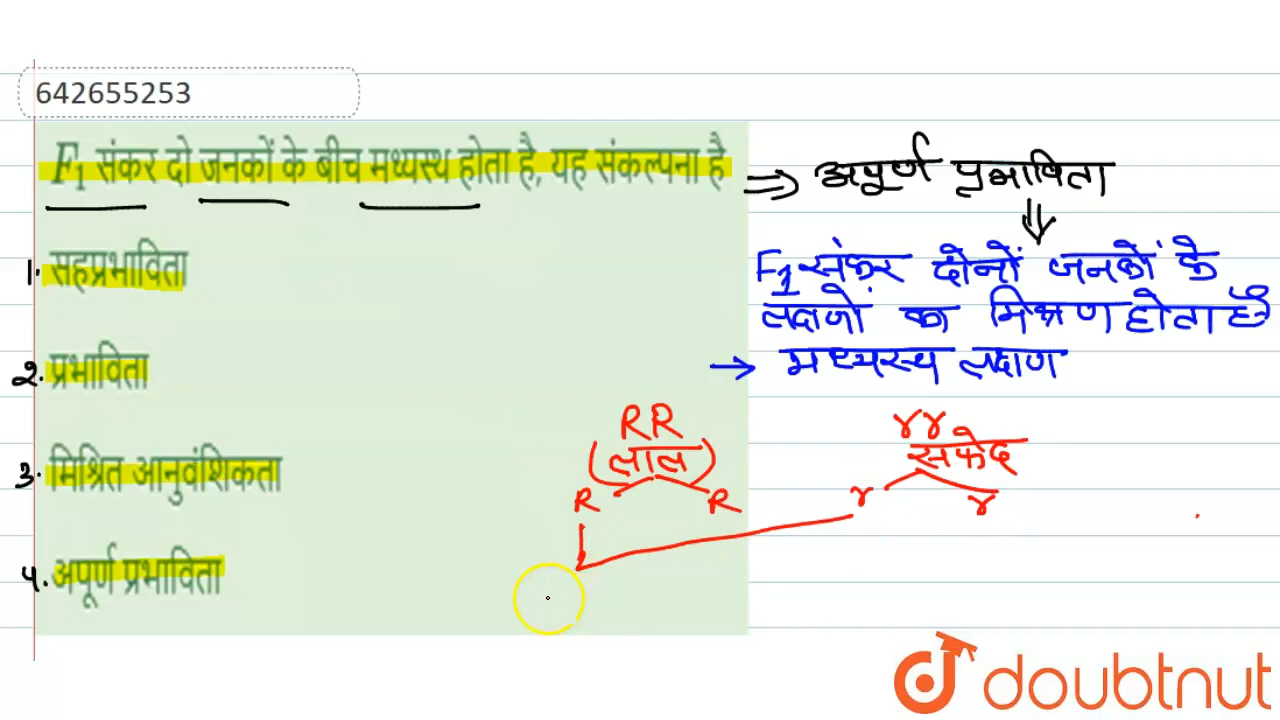 642655253
F1 संकर दो जनकों के बीच मध्यस्थ होता है, यह संकल्पना है
⇒ अपूर्ण प्रभाविता
⇓
F1 संकर दोनों जनकों के
लक्षणों का मिश्रण होता है
→ मध्यस्थ लक्षण
1. सहप्रभाविता
2. प्रभाविता
3. मिश्रित आनुवंशिकता
4. अपूर्ण प्रभाविता
RR
(लाल)
R R
rr
सफेद
r r
doubtnut